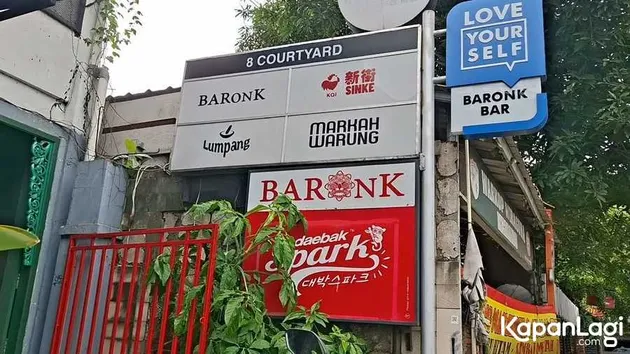 8 COURTYARD
BARONK
KOI
新街
SINKE
Lumpang
MARKAH
WARUNG
LOVE
YOUR
SELF
BARONK
BAR
BARONK
daebak
Spark
대박스파크
KapanLagi
.com